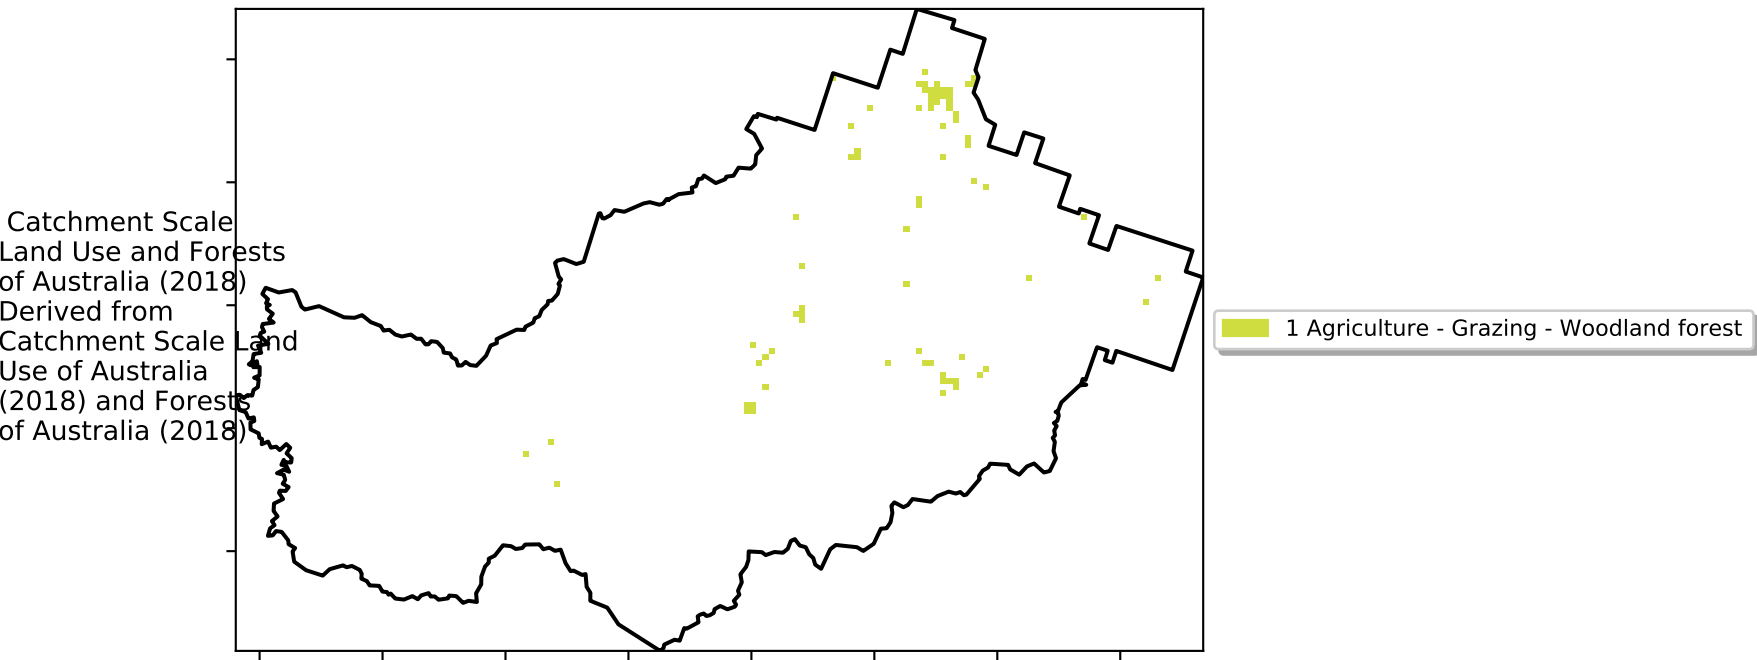 Catchment Scale
Land Use and Forests
of Australia (2018)
Derived from
Catchment Scale Land
Use of Australia
(2018) and Forests
of Australia (2018)
1 Agriculture - Grazing - Woodland forest